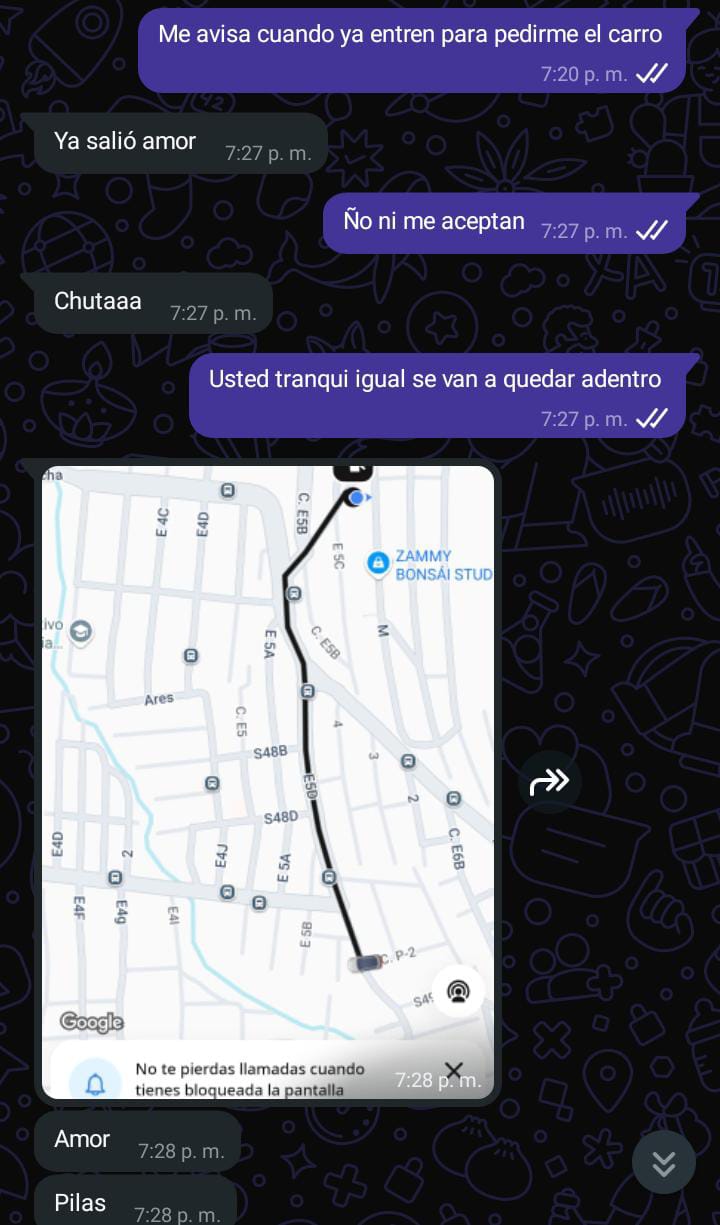 Me avisa cuando ya entren para pedirme el carro
7:20 p. m.
Ya salió amor
7:27 p. m.
Ño ni me aceptan
7:27 p. m.
Chutaaa
7:27 p. m.
Usted tranqui igual se van a quedar adentro
7:27 p. m.
cha
E 4C
E4D
C. E5B
E 5C
ZAMMY
BONSÁI STUD
ivo
ia...
E 5A
C. E5B
M
Ares
C. E5
4
S48B
3
E5D
2
S48D
E4D
2
E4J
E 5A
C. E6B
E4F
E4g
E4I
E 5B
C. P-2
S49
Google
No te pierdas llamadas cuando
tienes bloqueada la pantalla
7:28 p. m.
Amor
7:28 p. m.
Pilas
7:28 p. m.